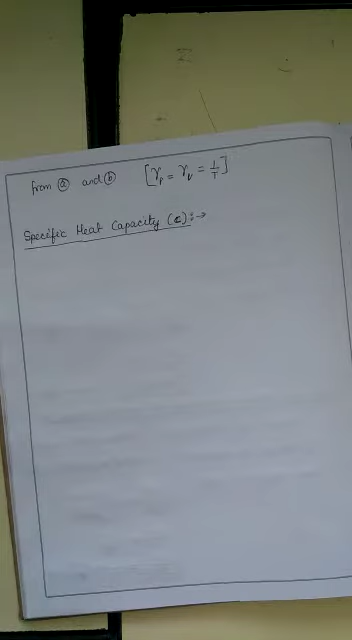 from ⓐ and ⓑ [γₚ = γᵥ = 1/T]
Specific Heat Capacity (c):→